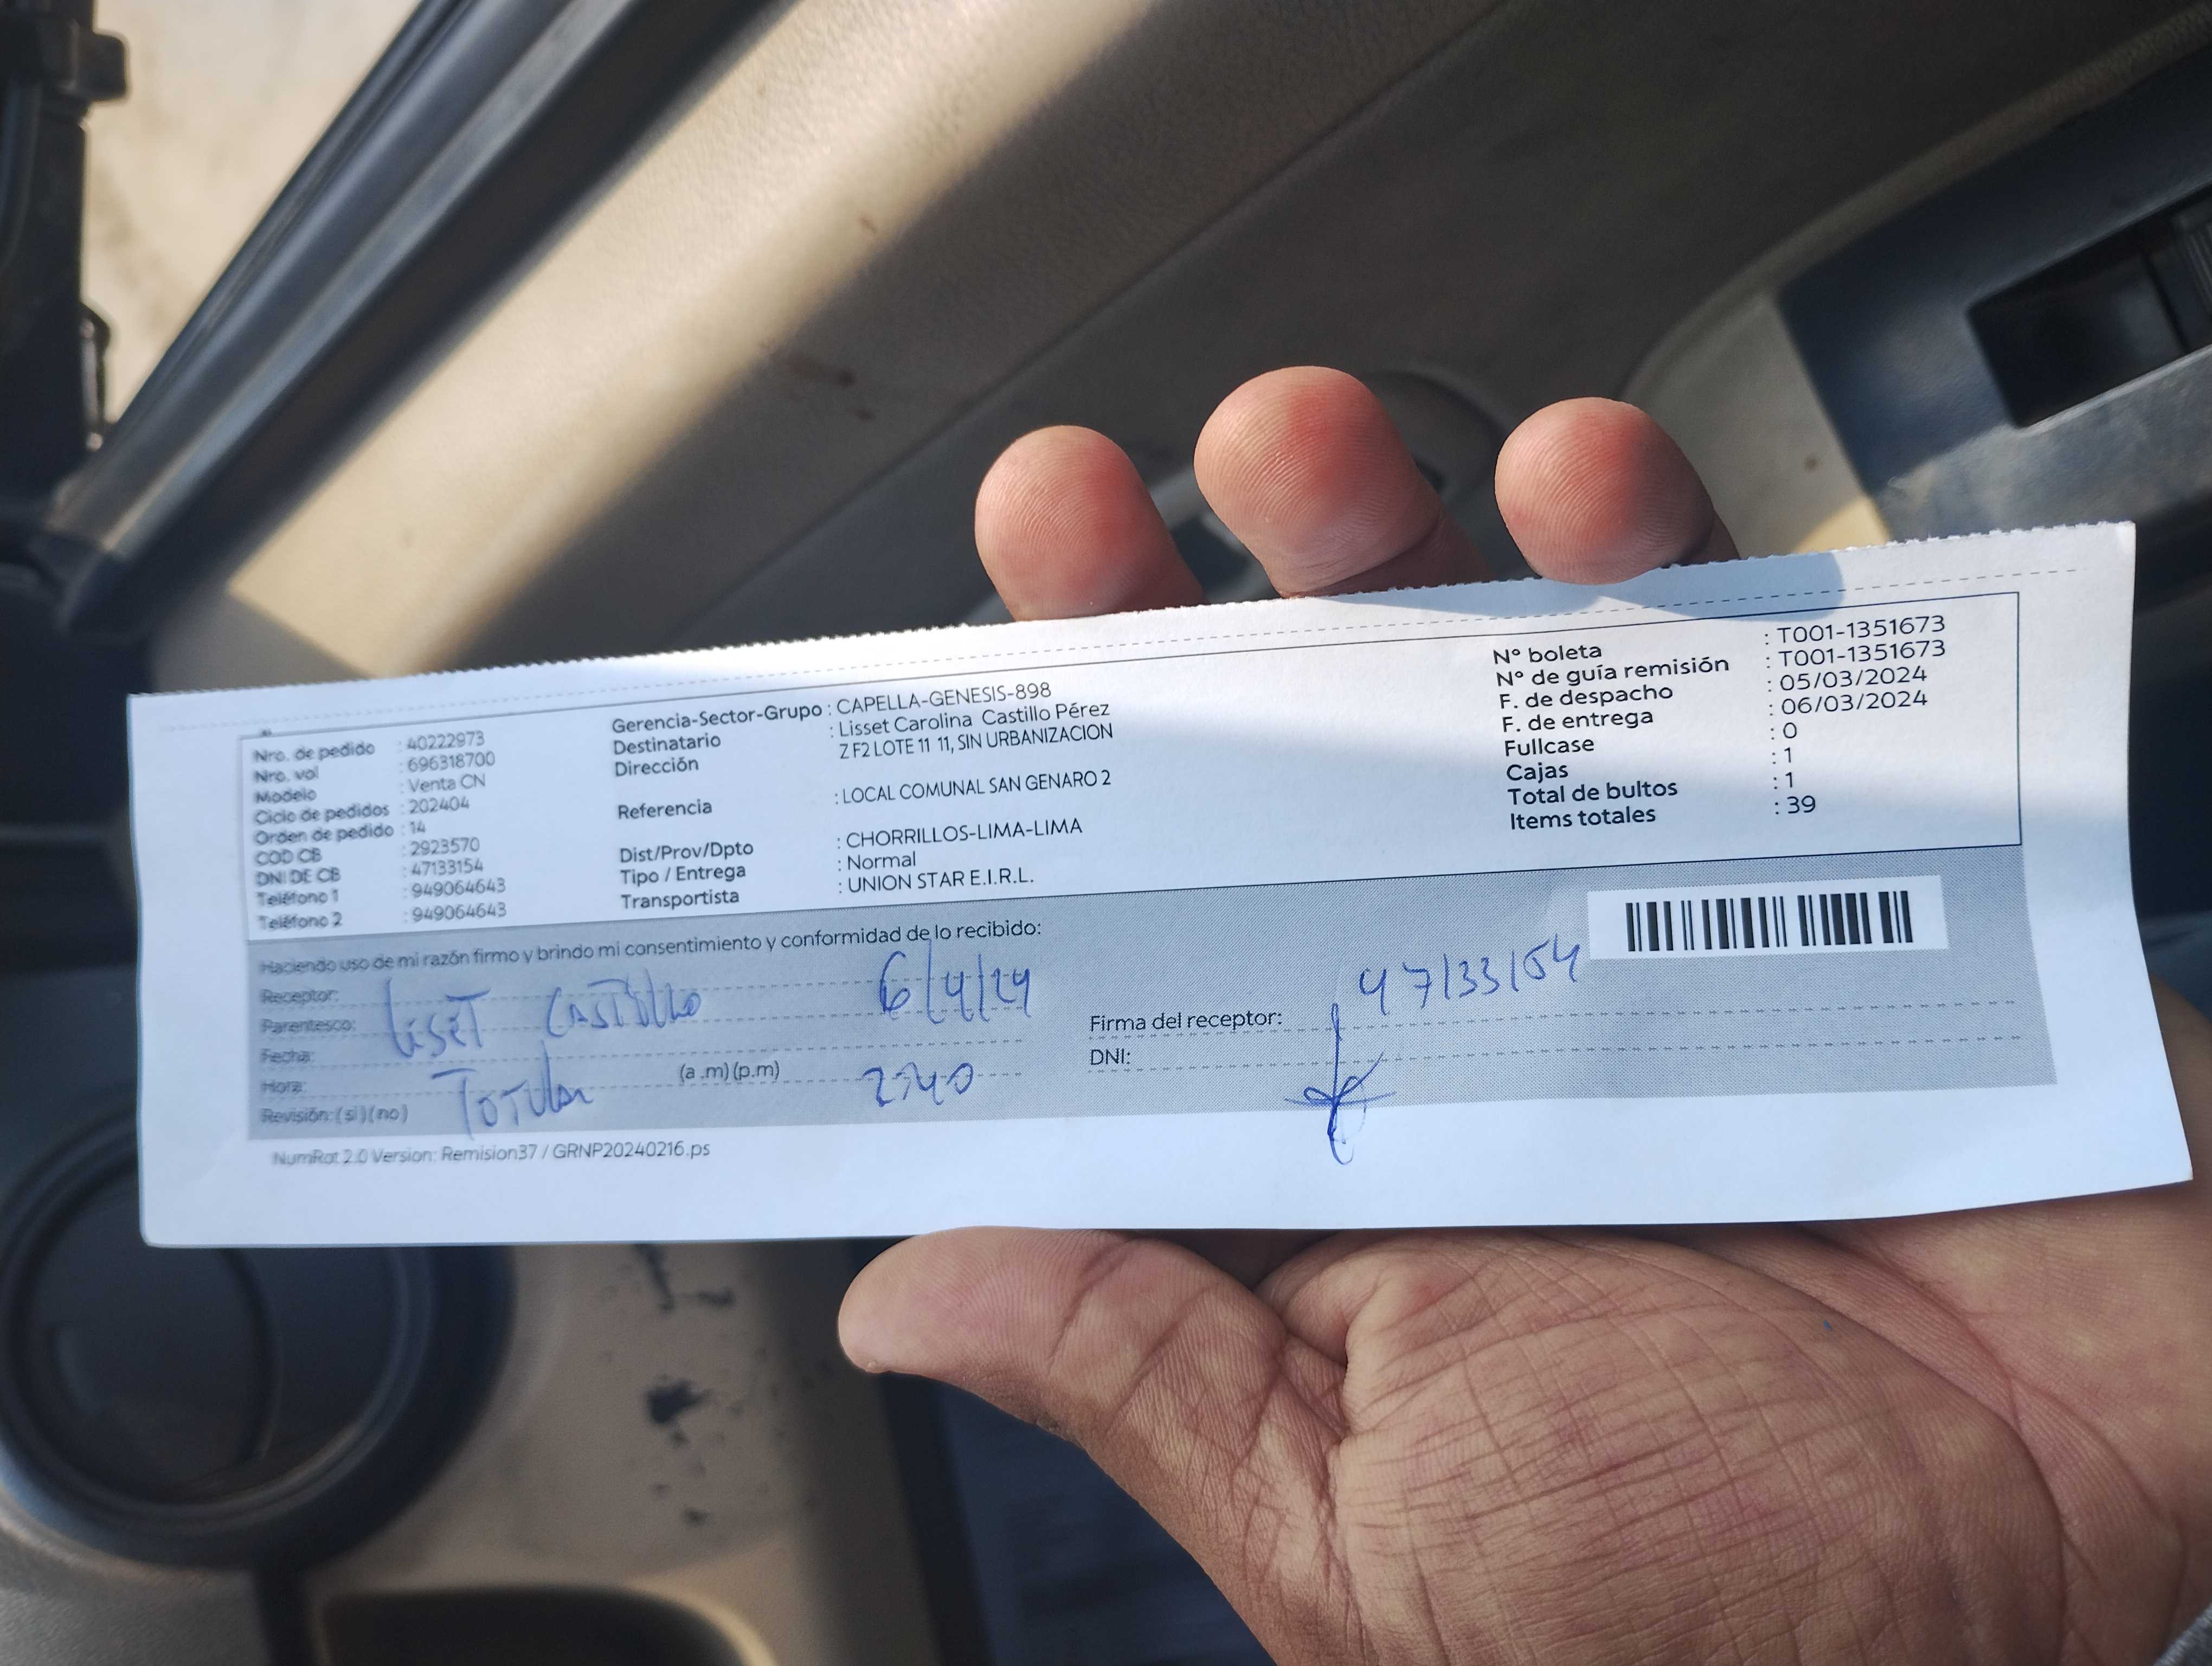 Nro. de pedido : 40222973
Nro. vol : 696318700
Modelo : Venta CN
Ciclo de pedidos : 202404
Orden de pedido : 14
COD CB : 2923570
DNI DE CB : 47133154
Teléfono 1 : 949064643
Teléfono 2 : 949064643
Gerencia-Sector-Grupo : CAPELLA-GENESIS-898
Destinatario : Lisset Carolina Castillo Pérez
Dirección Z F2 LOTE 11 11, SIN URBANIZACION
Referencia : LOCAL COMUNAL SAN GENARO 2
Dist/Prov/Dpto : CHORRILLOS-LIMA-LIMA
Tipo / Entrega : Normal
Transportista : UNION STAR E.I.R.L.
N° boleta : T001-1351673
N° de guía remisión : T001-1351673
F. de despacho : 05/03/2024
F. de entrega : 06/03/2024
Fullcase : 0
Cajas : 1
Total de bultos : 1
Items totales : 39
Haciendo uso de mi razón firmo y brindo mi consentimiento y conformidad de lo recibido:
Receptor:
Parentesco: LiSET CASTillo 6/4/24
Fecha:
Hora: (a .m) (p.m) 2:40
Revisión: ( si ) ( no )
47133154
Firma del receptor:
DNI:
NumRat 2.0 Version: Remision37 / GRNP20240216.ps